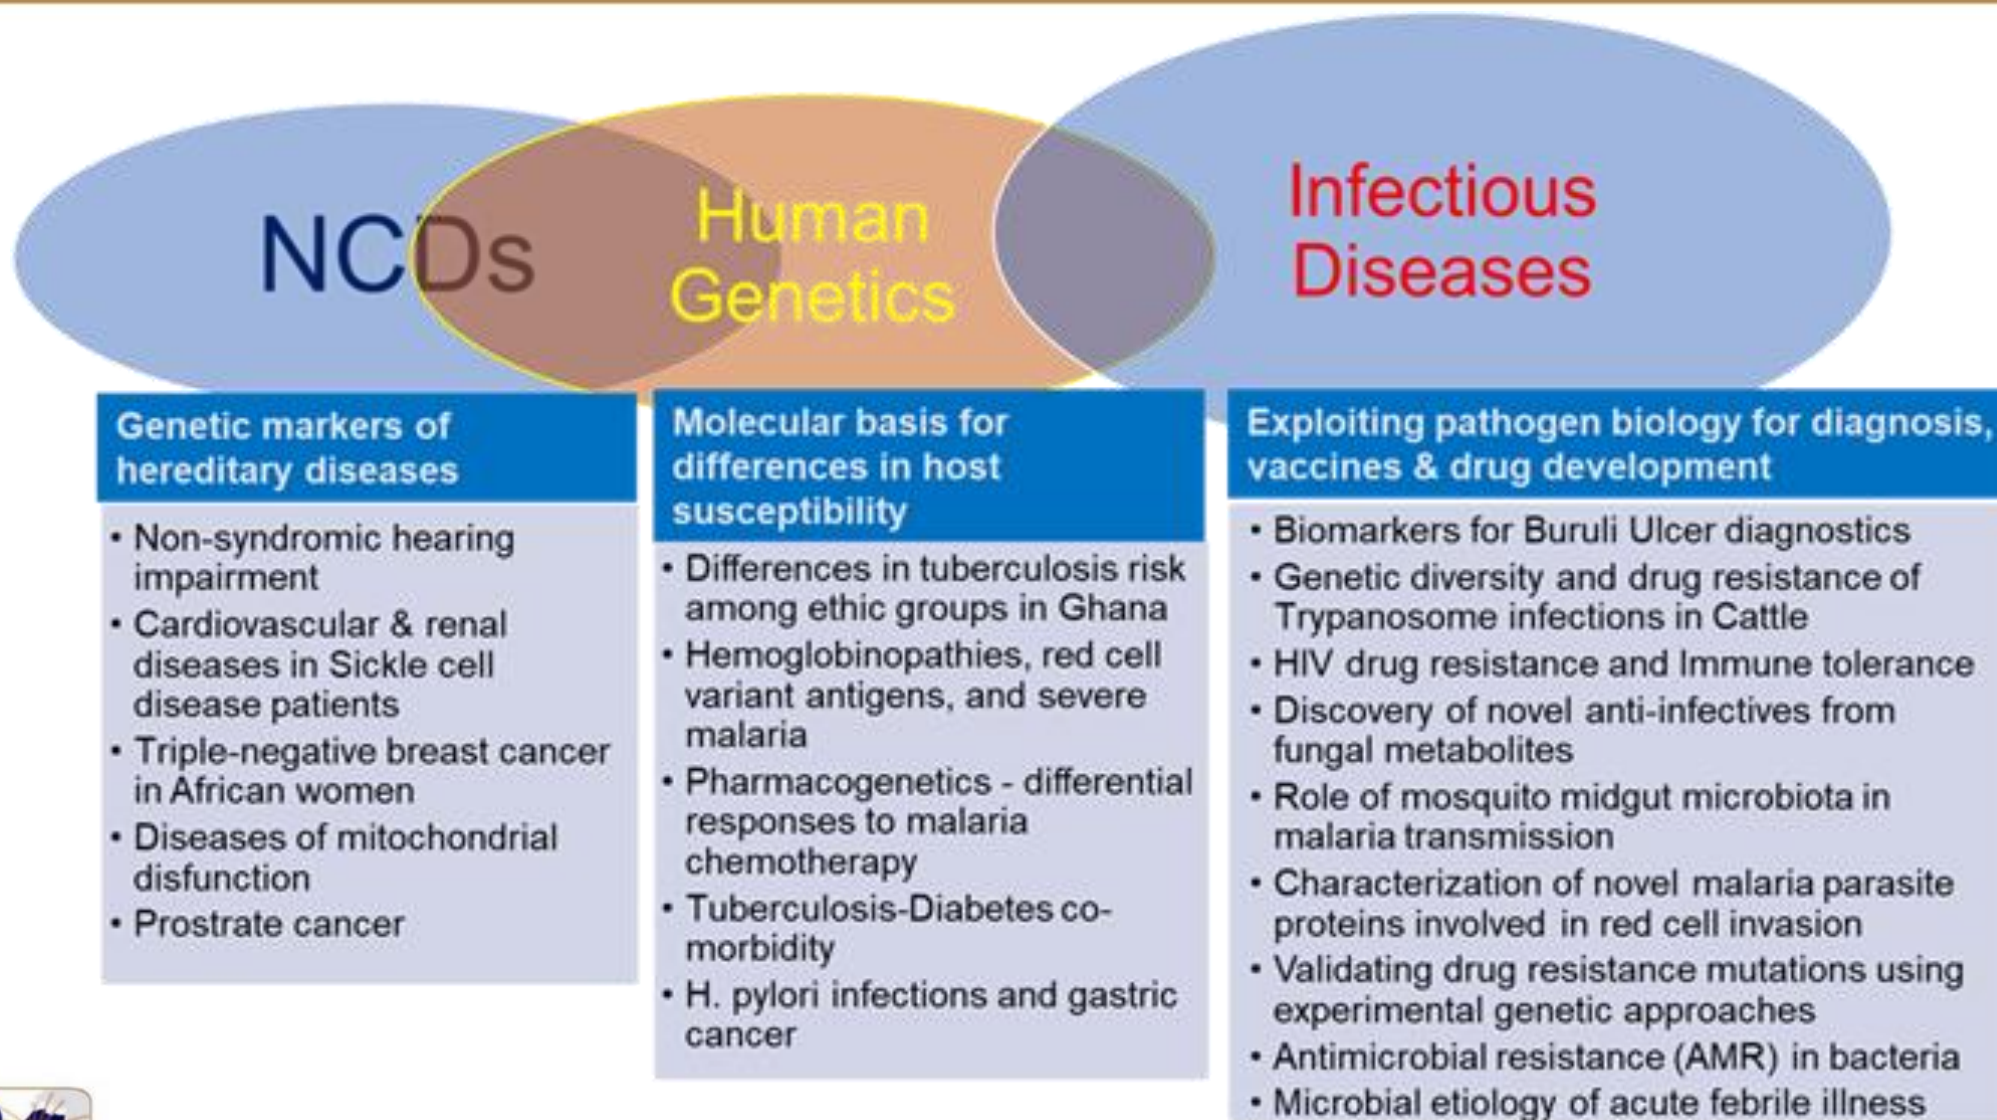 NCDs
Human
Genetics
Infectious
Diseases
Genetic markers of
hereditary diseases
• Non-syndromic hearing
impairment
• Cardiovascular & renal
diseases in Sickle cell
disease patients
• Triple-negative breast cancer
in African women
• Diseases of mitochondrial
disfunction
• Prostrate cancer
Molecular basis for
differences in host
susceptibility
• Differences in tuberculosis risk
among ethic groups in Ghana
• Hemoglobinopathies, red cell
variant antigens, and severe
malaria
• Pharmacogenetics - differential
responses to malaria
chemotherapy
• Tuberculosis-Diabetes co-
morbidity
• H. pylori infections and gastric
cancer
Exploiting pathogen biology for diagnosis,
vaccines & drug development
• Biomarkers for Buruli Ulcer diagnostics
• Genetic diversity and drug resistance of
Trypanosome infections in Cattle
• HIV drug resistance and Immune tolerance
• Discovery of novel anti-infectives from
fungal metabolites
• Role of mosquito midgut microbiota in
malaria transmission
• Characterization of novel malaria parasite
proteins involved in red cell invasion
• Validating drug resistance mutations using
experimental genetic approaches
• Antimicrobial resistance (AMR) in bacteria
• Microbial etiology of acute febrile illness